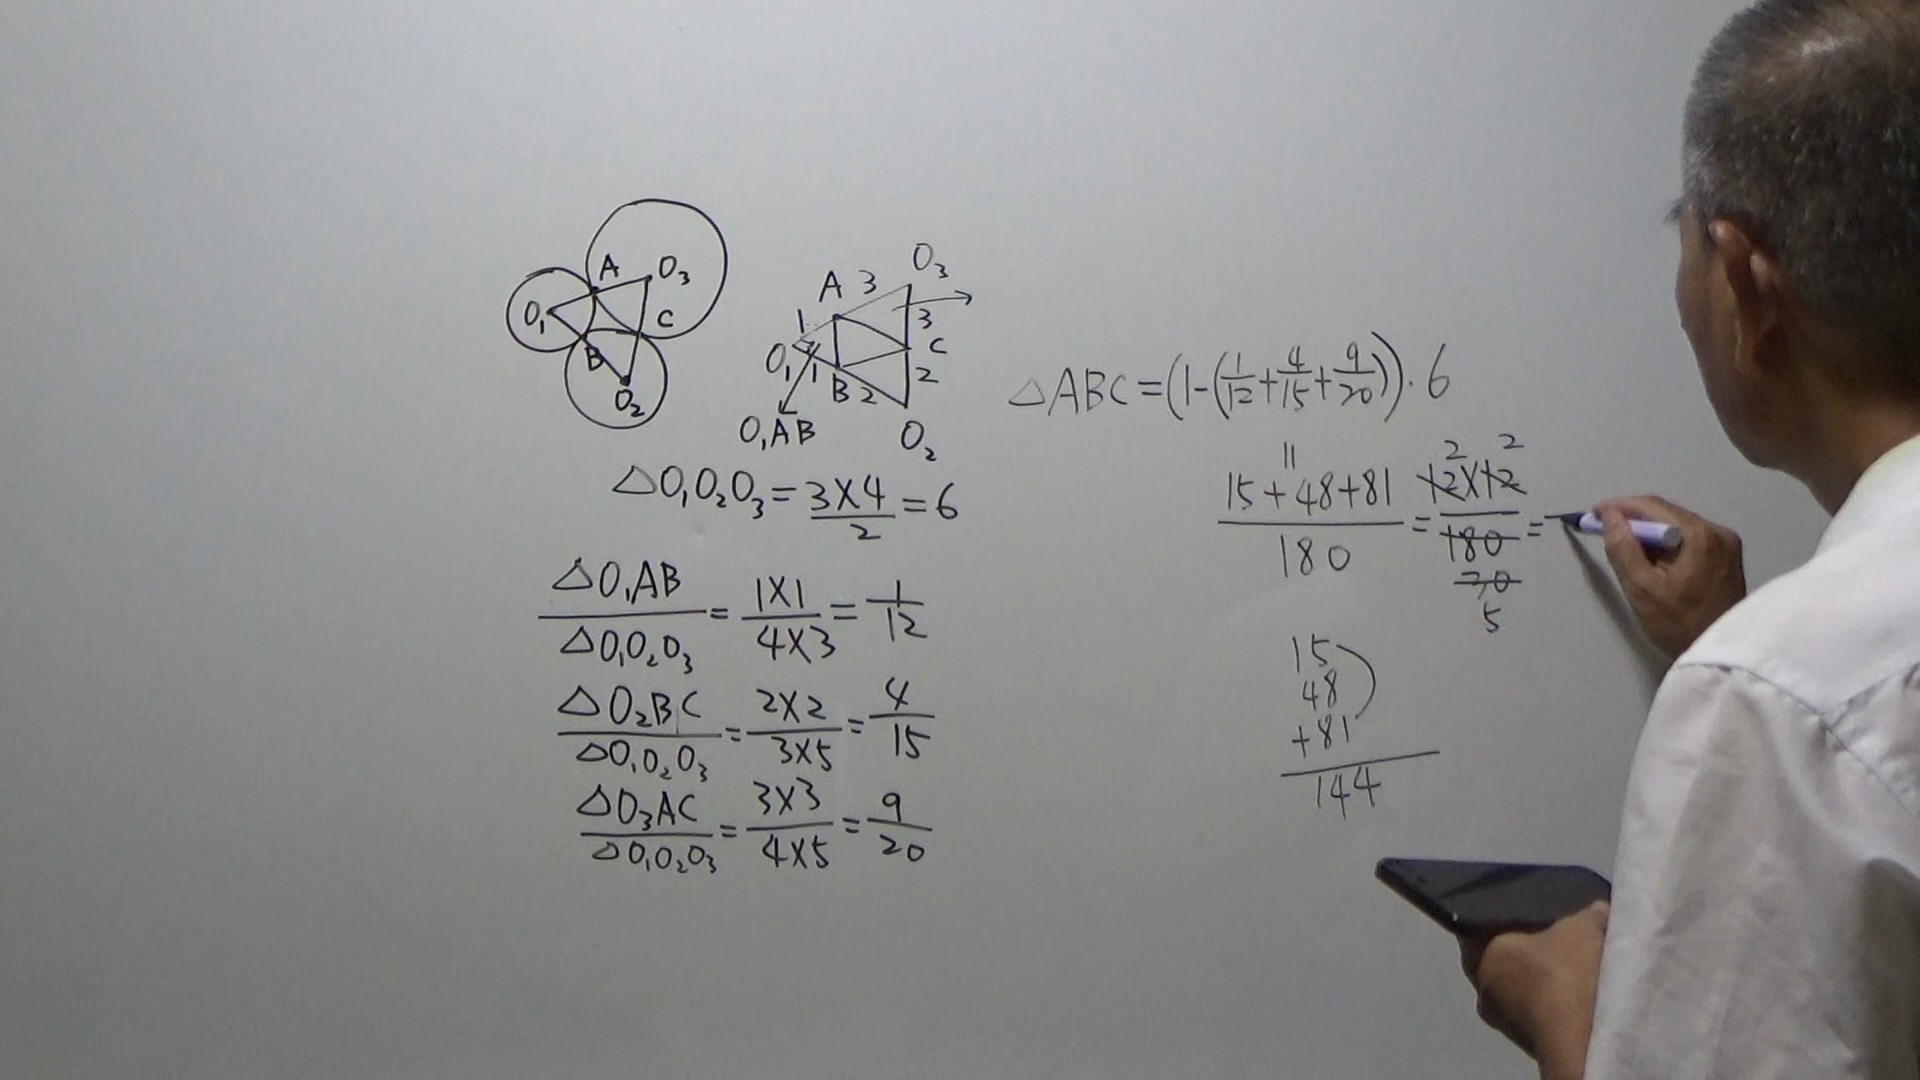 A O₃
O₁ C
B
O₂
O₃
A 3
1 3
O₁ 1 C
B 2 2
O₁AB O₂
△O₁O₂O₃ = 3×4/2 = 6
△O₁AB/△O₁O₂O₃ = 1×1/4×3 = 1/12
△O₂BC/△O₁O₂O₃ = 2×2/3×5 = 4/15
△O₃AC/△O₁O₂O₃ = 3×3/4×5 = 9/20
△ABC = (1-(1/12+4/15+9/20))·6
||
2 2
15+48+81/180 = 12×12/180 =
20
5
15
48
+81
144